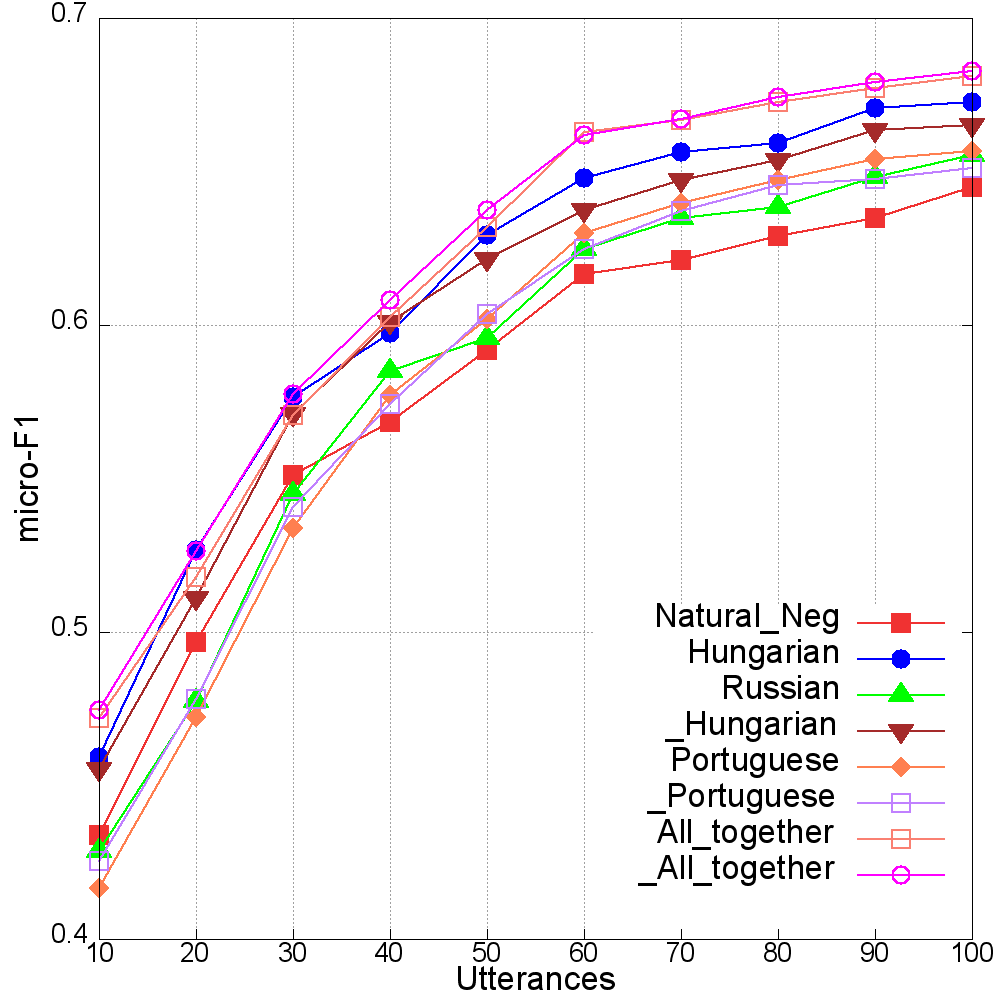 0.7
0.6
0.5
0.4
micro-F1
Natural_Neg
Hungarian
Russian
_Hungarian
Portuguese
_Portuguese
All_together
_All_together
10 20 30 40 50 60 70 80 90 100
Utterances